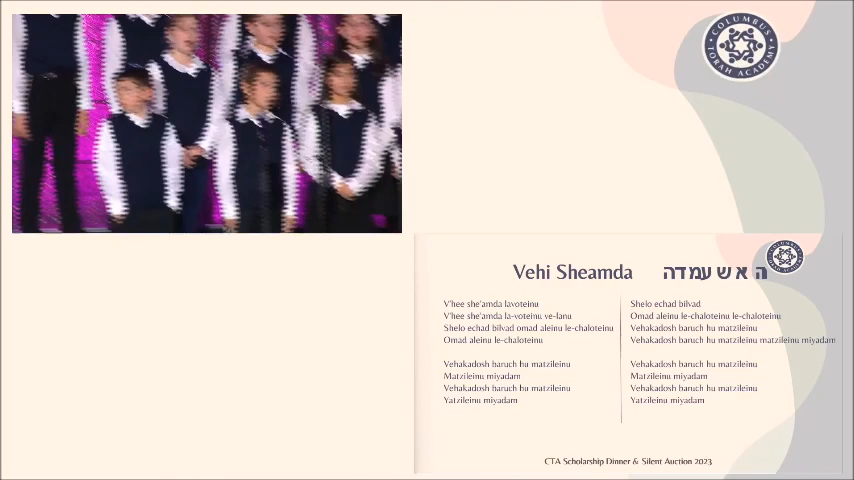 COLUMBUS TORAH ACADEMY
Vehi Sheamda
ה א ש עמדה
V'hee she'amda lavoteinu
V'hee she'amda la-voteinu ve-lanu
Shelo echad bilvad omad aleinu le-chaloteinu
Omad aleinu le-chaloteinu
Vehakadosh baruch hu matzileinu
Matzileinu miyadam
Vehakadosh baruch hu matzileinu
Yatzileinu miyadam
Shelo echad bilvad
Omad aleinu le-chaloteinu le-chaloteinu
Vehakadosh baruch hu matzileinu
Vehakadosh baruch hu matzileinu matzileinu miyadam
Vehakadosh baruch hu matzileinu
Matzileinu miyadam
Vehakadosh baruch hu matzileinu
Yatzileinu miyadam
CTA Scholarship Dinner & Silent Auction 2023